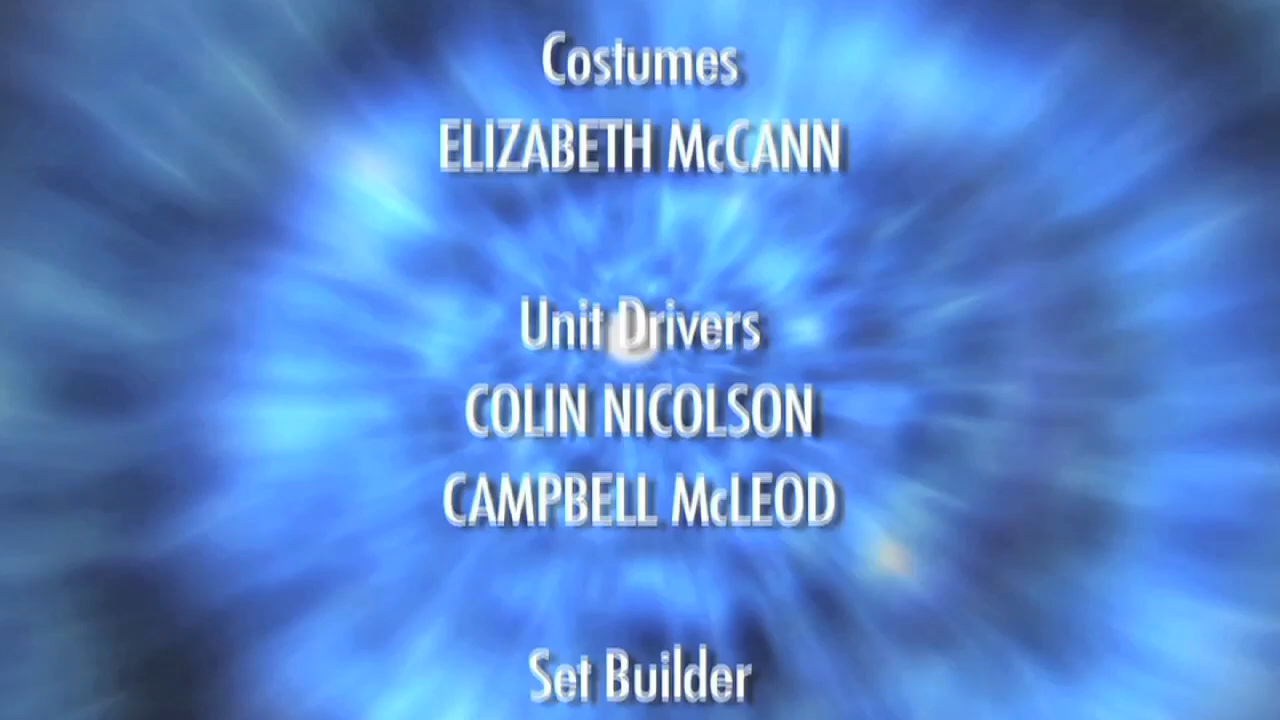 Costumes
ELIZABETH McCANN
Unit Drivers
COLIN NICOLSON
CAMPBELL McLEOD
Set Builder